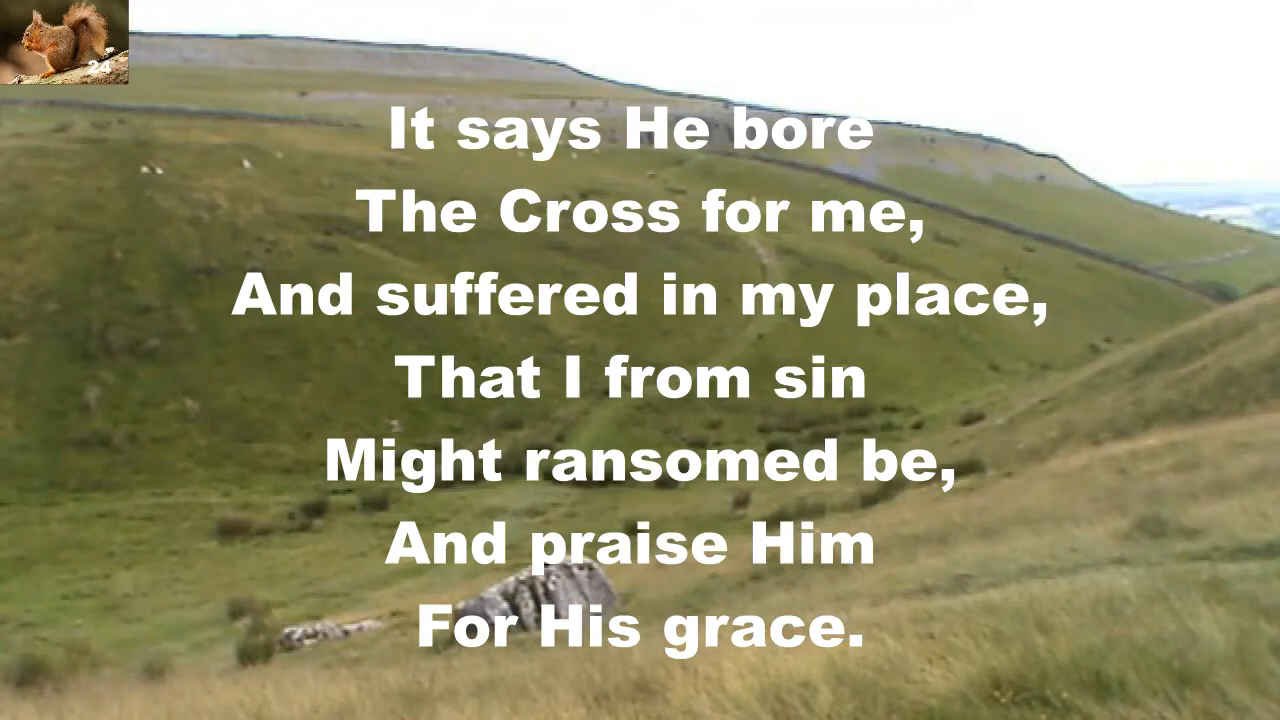 24
It says He bore
The Cross for me,
And suffered in my place,
That I from sin
Might ransomed be,
And praise Him
For His grace.